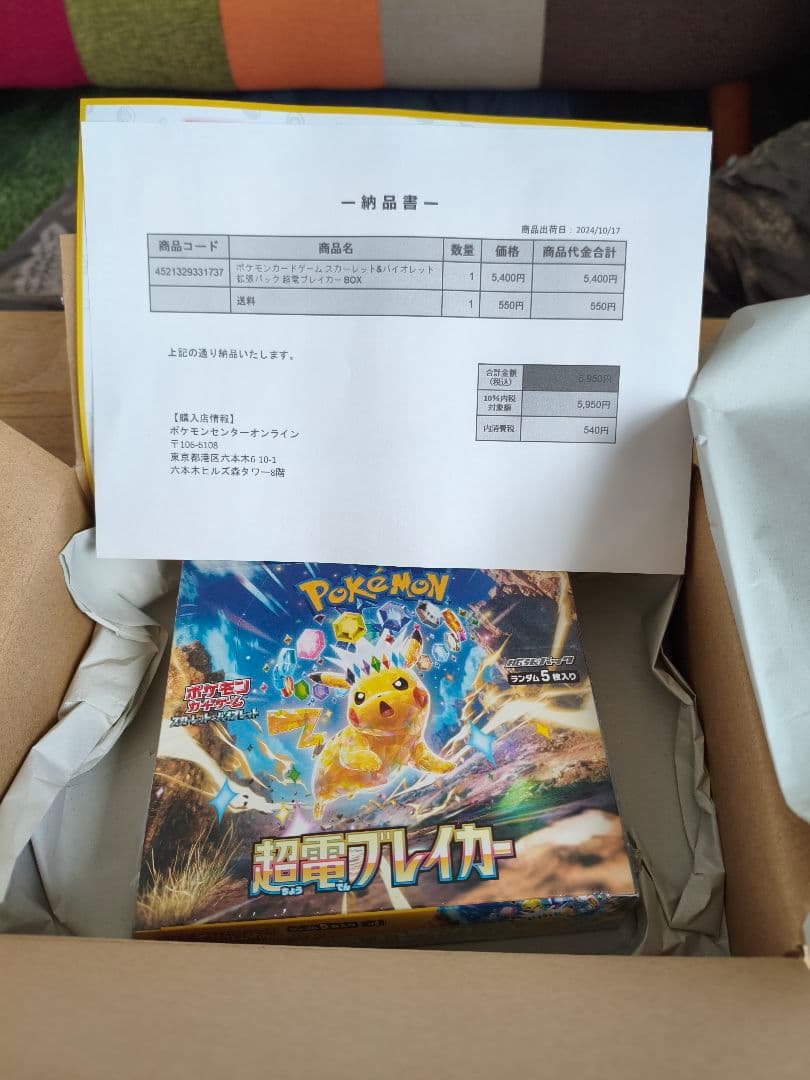 ー納品書ー
商品出荷日：2024/10/17
商品コード 商品名 数量 価格 商品代金合計
4521329331737 ポケモンカードゲーム スカーレット&バイオレット 1 5,400円 5,400円
拡張パック 超電ブレイカー BOX
送料 1 550円 550円
上記の通り納品いたします。
合計金額 5,950円
(税込)
10%内税 5,950円
対象額
内消費税 540円
【購入店情報】
ポケモンセンターオンライン
〒106-6108
東京都港区六本木6-10-1
六本木ヒルズ森タワー8階
POKéMON
拡張パック
ランダム5枚入り
ポケモン
カードゲーム
スカーレット&バイオレット
超電ブレイカー
ちょう でん